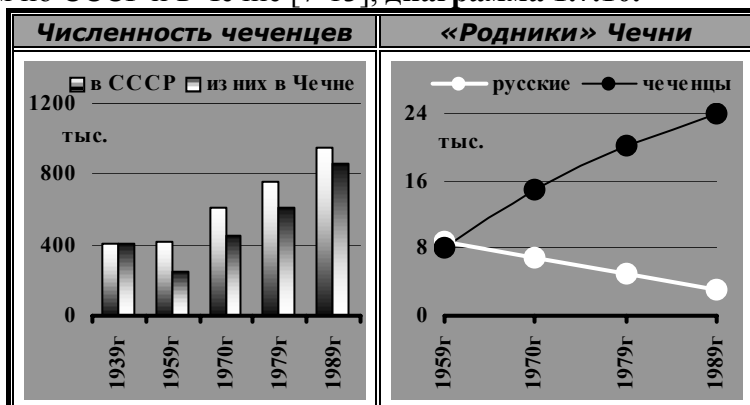 Численность чеченцев
«Родники» Чечни
в СССР из них в Чечне
1200
тыс.
800
400
0
1939г
1959г
1970г
1979г
1989г
русские чеченцы
24
тыс.
16
8
0
1959г
1970г
1979г
1989г